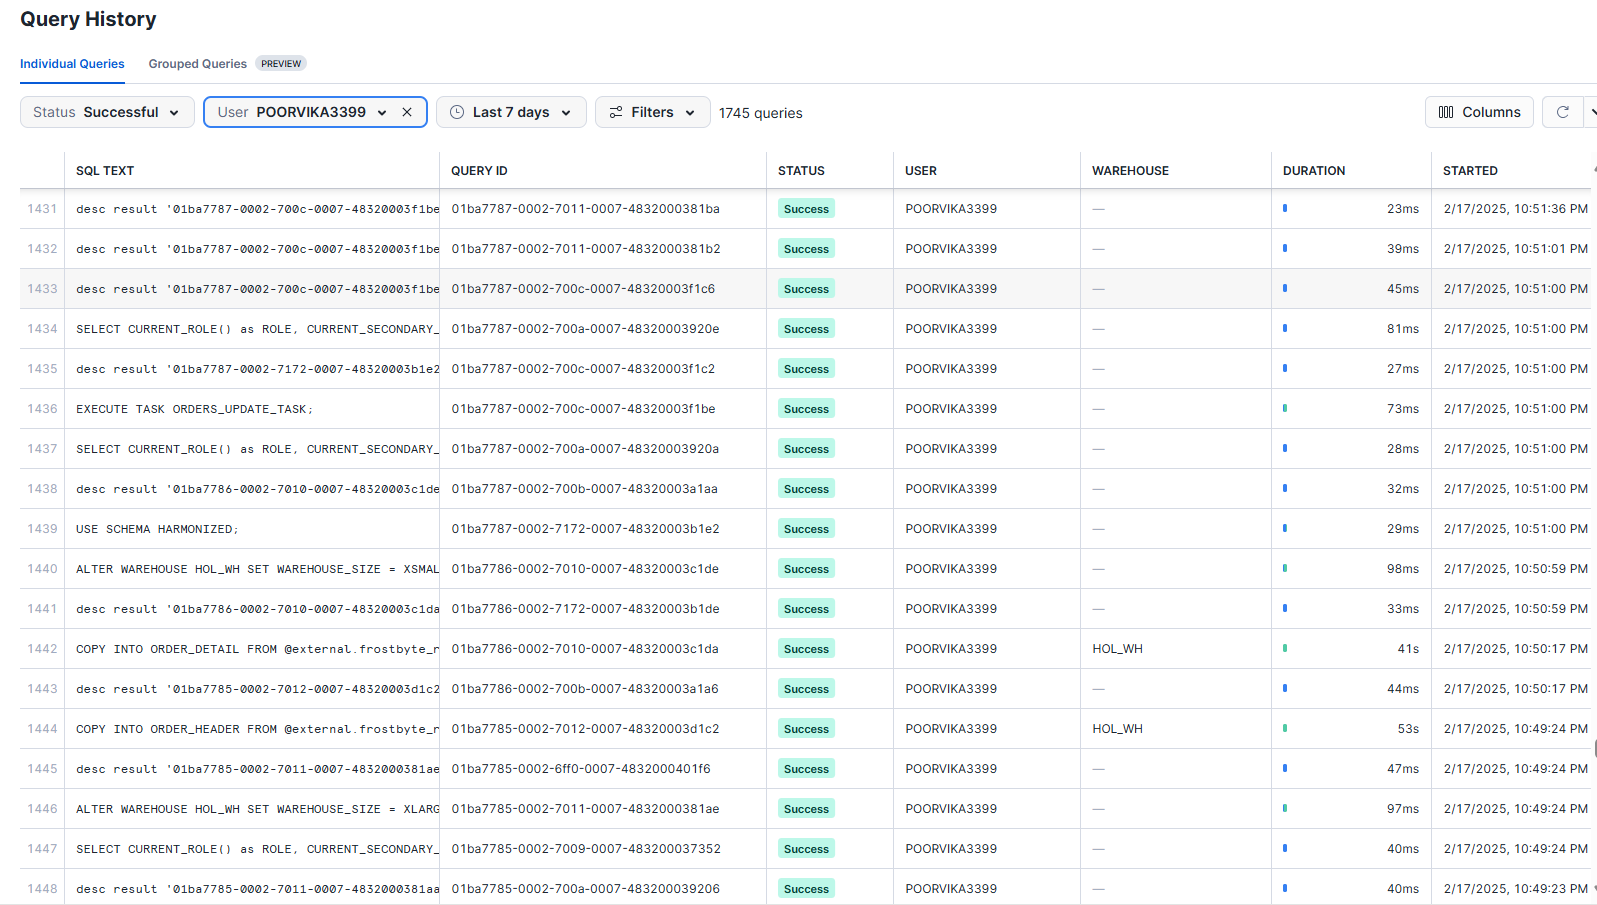 Query History
Individual Queries Grouped Queries PREVIEW
Status Successful User POORVIKA3399 Last 7 days Filters 1745 queries Columns
SQL TEXT QUERY ID STATUS USER WAREHOUSE DURATION STARTED
1431 desc result '01ba7787-0002-700c-0007-48320003f1be 01ba7787-0002-7011-0007-4832000381ba Success POORVIKA3399 — 23ms 2/17/2025, 10:51:36 PM
1432 desc result '01ba7787-0002-700c-0007-48320003f1be 01ba7787-0002-7011-0007-4832000381b2 Success POORVIKA3399 — 39ms 2/17/2025, 10:51:01 PM
1433 desc result '01ba7787-0002-700c-0007-48320003f1be 01ba7787-0002-700c-0007-48320003f1c6 Success POORVIKA3399 — 45ms 2/17/2025, 10:51:00 PM
1434 SELECT CURRENT_ROLE() as ROLE, CURRENT_SECONDARY_ 01ba7787-0002-700a-0007-48320003920e Success POORVIKA3399 — 81ms 2/17/2025, 10:51:00 PM
1435 desc result '01ba7787-0002-7172-0007-48320003b1e2 01ba7787-0002-700c-0007-48320003f1c2 Success POORVIKA3399 — 27ms 2/17/2025, 10:51:00 PM
1436 EXECUTE TASK ORDERS_UPDATE_TASK; 01ba7787-0002-700c-0007-48320003f1be Success POORVIKA3399 — 73ms 2/17/2025, 10:51:00 PM
1437 SELECT CURRENT_ROLE() as ROLE, CURRENT_SECONDARY_ 01ba7787-0002-700a-0007-48320003920a Success POORVIKA3399 — 28ms 2/17/2025, 10:51:00 PM
1438 desc result '01ba7786-0002-7010-0007-48320003c1de 01ba7787-0002-700b-0007-48320003a1aa Success POORVIKA3399 — 32ms 2/17/2025, 10:51:00 PM
1439 USE SCHEMA HARMONIZED; 01ba7787-0002-7172-0007-48320003b1e2 Success POORVIKA3399 — 29ms 2/17/2025, 10:51:00 PM
1440 ALTER WAREHOUSE HOL_WH SET WAREHOUSE_SIZE = XSMAL 01ba7786-0002-7010-0007-48320003c1de Success POORVIKA3399 — 98ms 2/17/2025, 10:50:59 PM
1441 desc result '01ba7786-0002-7010-0007-48320003c1da 01ba7786-0002-7172-0007-48320003b1de Success POORVIKA3399 — 33ms 2/17/2025, 10:50:59 PM
1442 COPY INTO ORDER_DETAIL FROM @external.frostbyte_r 01ba7786-0002-7010-0007-48320003c1da Success POORVIKA3399 HOL_WH 41s 2/17/2025, 10:50:17 PM
1443 desc result '01ba7785-0002-7012-0007-48320003d1c2 01ba7786-0002-700b-0007-48320003a1a6 Success POORVIKA3399 — 44ms 2/17/2025, 10:50:17 PM
1444 COPY INTO ORDER_HEADER FROM @external.frostbyte_r 01ba7785-0002-7012-0007-48320003d1c2 Success POORVIKA3399 HOL_WH 53s 2/17/2025, 10:49:24 PM
1445 desc result '01ba7785-0002-7011-0007-4832000381ae 01ba7785-0002-6ff0-0007-4832000401f6 Success POORVIKA3399 — 47ms 2/17/2025, 10:49:24 PM
1446 ALTER WAREHOUSE HOL_WH SET WAREHOUSE_SIZE = XLARG 01ba7785-0002-7011-0007-4832000381ae Success POORVIKA3399 — 97ms 2/17/2025, 10:49:24 PM
1447 SELECT CURRENT_ROLE() as ROLE, CURRENT_SECONDARY_ 01ba7785-0002-7009-0007-483200037352 Success POORVIKA3399 — 40ms 2/17/2025, 10:49:24 PM
1448 desc result '01ba7785-0002-7011-0007-4832000381aa 01ba7785-0002-700a-0007-483200039206 Success POORVIKA3399 — 40ms 2/17/2025, 10:49:23 PM